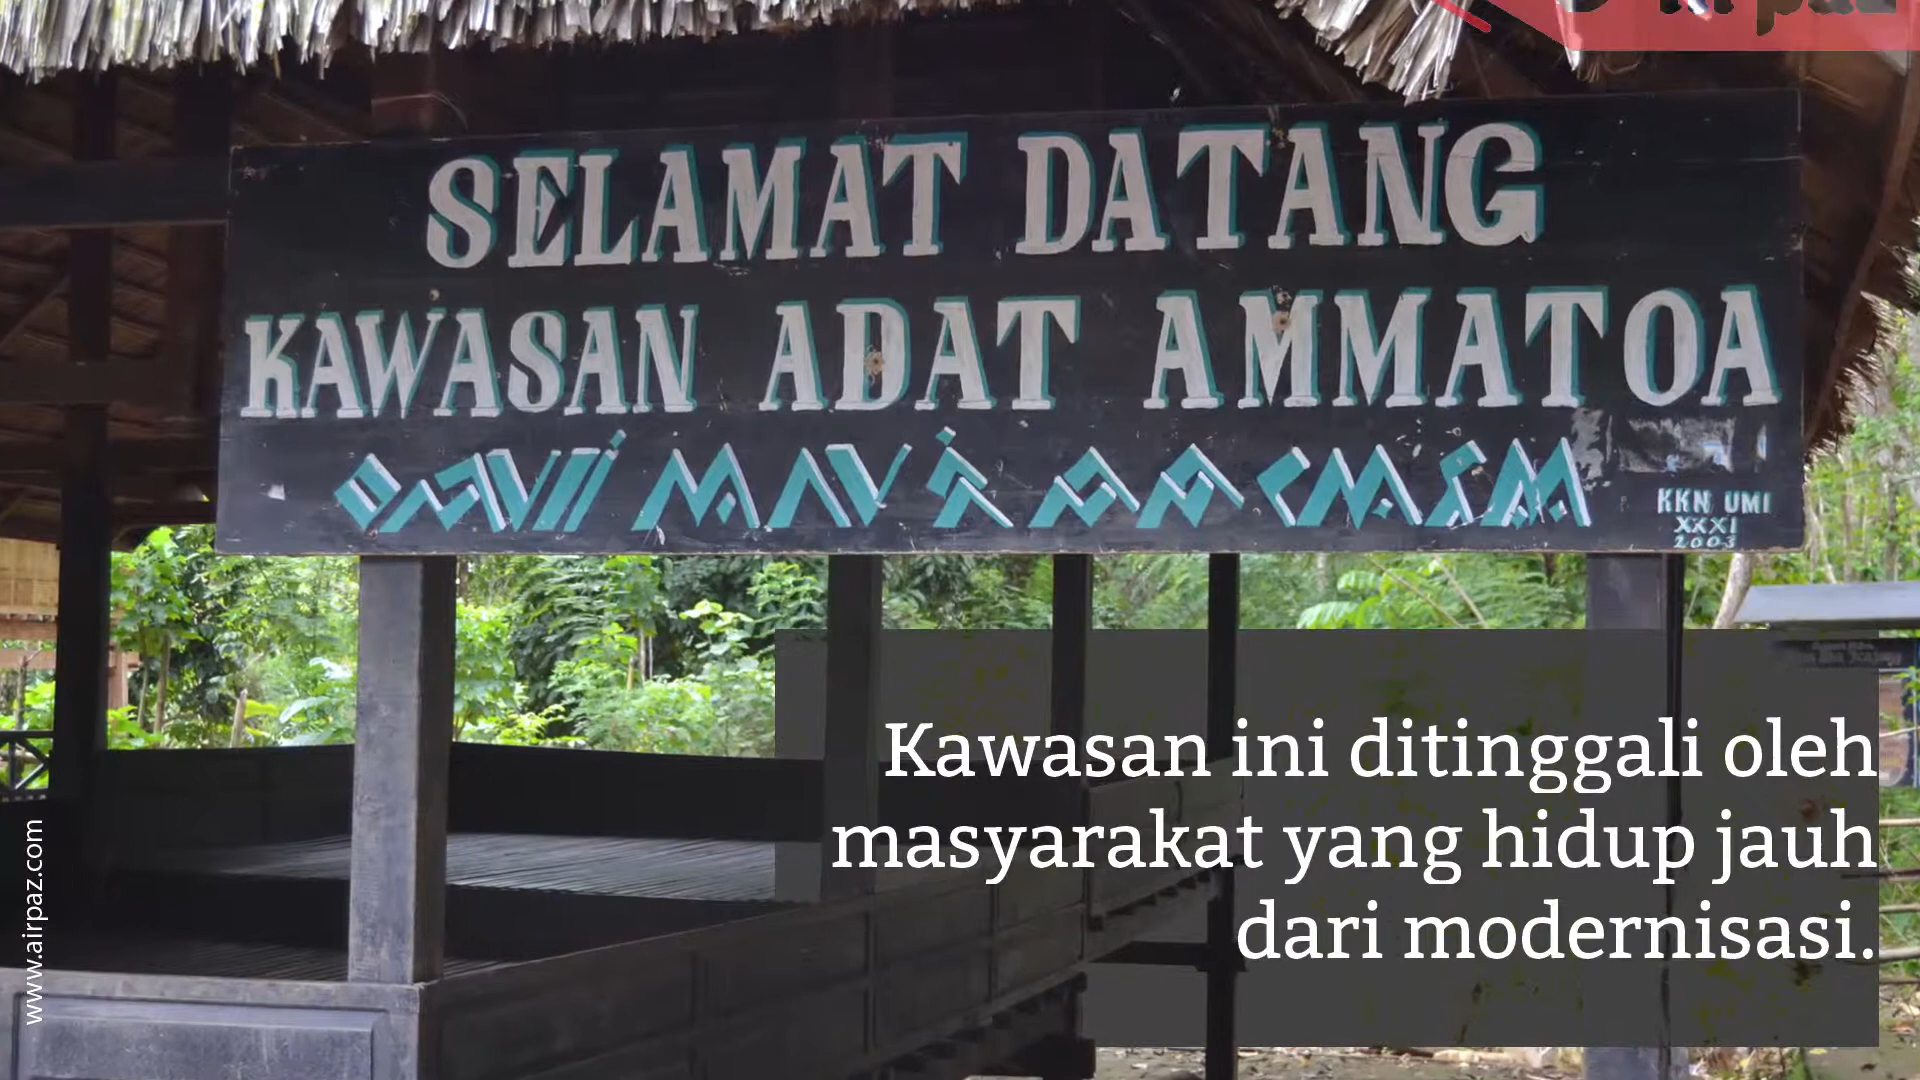 SELAMAT DATANG
KAWASAN ADAT AMMATOA
KKN UMI
XXXI
2003
Kawasan ini ditinggali oleh
masyarakat yang hidup jauh
dari modernisasi.
www.airpaz.com